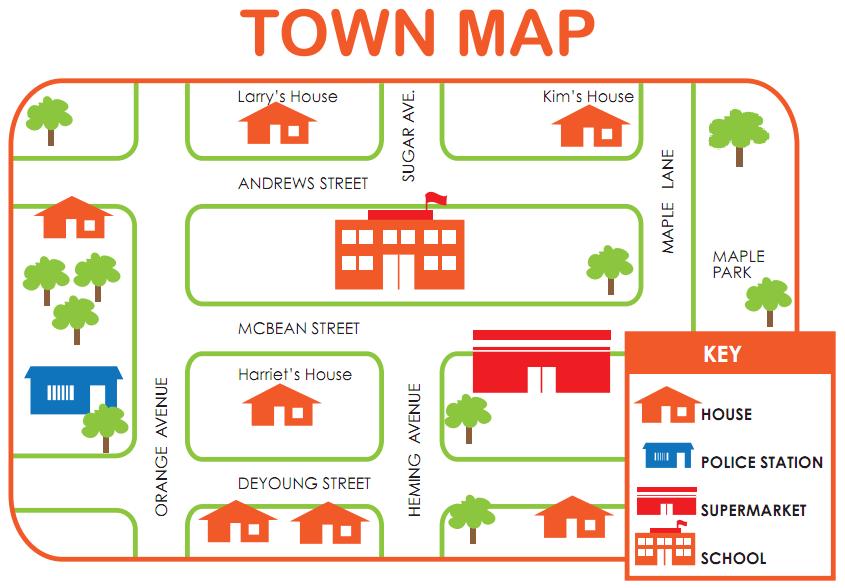 TOWN MAP
Larry's House
SUGAR AVE.
Kim's House
ANDREWS STREET
MAPLE LANE
MAPLE
PARK
MCBEAN STREET
KEY
Harriet's House
HOUSE
ORANGE AVENUE
HEMING AVENUE
POLICE STATION
DEYOUNG STREET
SUPERMARKET
SCHOOL